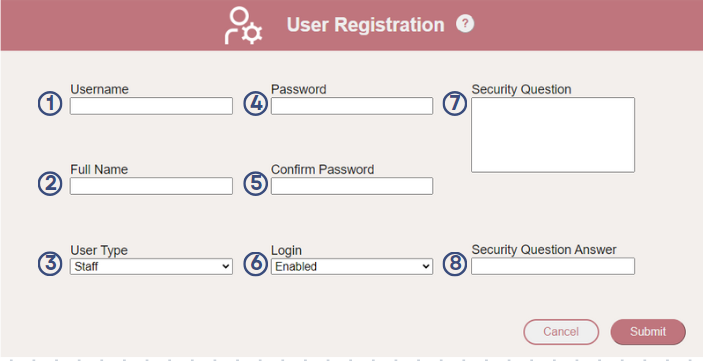 User Registration ?
1 Username
4 Password
7 Security Question
2 Full Name
5 Confirm Password
3 User Type
Staff
6 Login
Enabled
8 Security Question Answer
Cancel
Submit